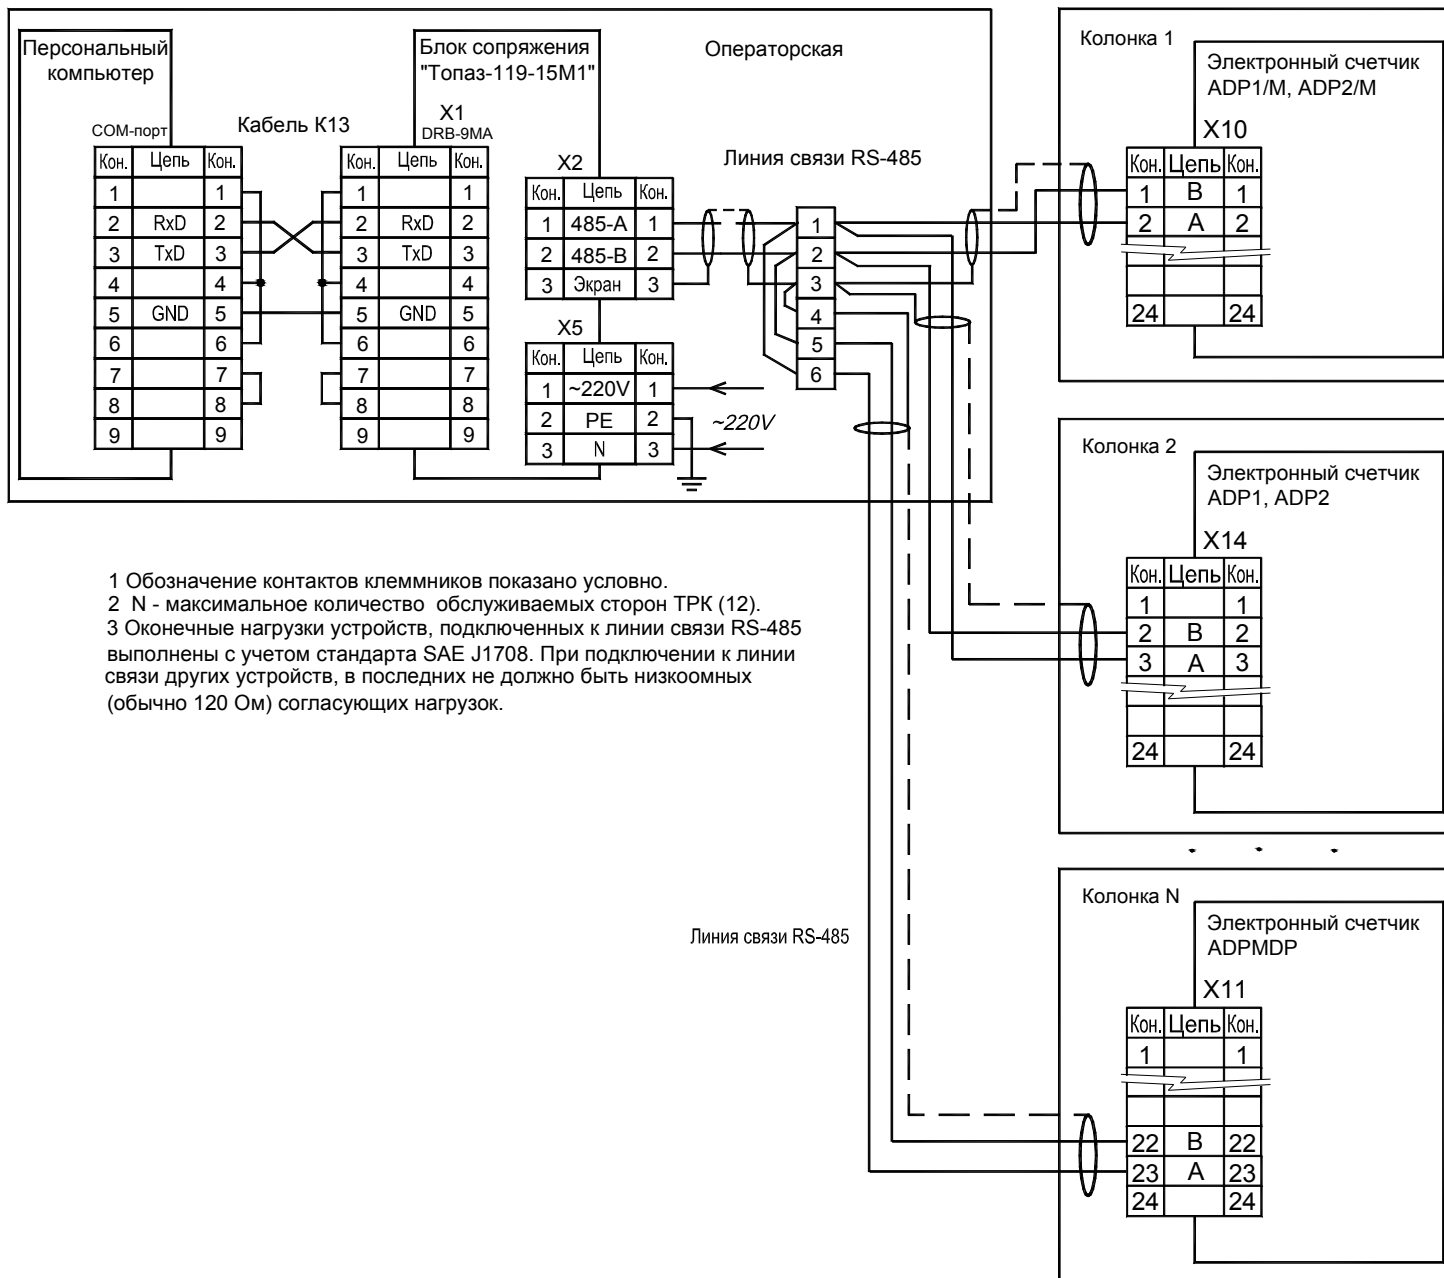 Персональный
компьютер
COM-порт
Кон. Цепь Кон.
1 1
2 RxD 2
3 TxD 3
4 4
5 GND 5
6 6
7 7
8 8
9 9
Кабель К13
Блок сопряжения
"Топаз-119-15М1"
X1
DRB-9MA
Кон. Цепь Кон.
1 1
2 RxD 2
3 TxD 3
4 4
5 GND 5
6 6
7 7
8 8
9 9
X2
Кон. Цепь Кон.
1 485-A 1
2 485-B 2
3 Экран 3
X5
Кон. Цепь Кон.
1 ~220V 1
2 PE 2
3 N 3
~220V
Операторская
Линия связи RS-485
1
2
3
4
5
6
Колонка 1
Электронный счетчик
ADP1/M, ADP2/M
X10
Кон. Цепь Кон.
1 B 1
2 A 2
24 24
Колонка 2
Электронный счетчик
ADP1, ADP2
X14
Кон. Цепь Кон.
1 1
2 B 2
3 A 3
24 24
Колонка N
Электронный счетчик
ADPMDP
X11
Кон. Цепь Кон.
1 1
22 B 22
23 A 23
24 24
Линия связи RS-485
1 Обозначение контактов клеммников показано условно.
2 N - максимальное количество обслуживаемых сторон ТРК (12).
3 Оконечные нагрузки устройств, подключенных к линии связи RS-485
выполнены с учетом стандарта SAE J1708. При подключении к линии
связи других устройств, в последних не должно быть низкоомных
(обычно 120 Ом) согласующих нагрузок.